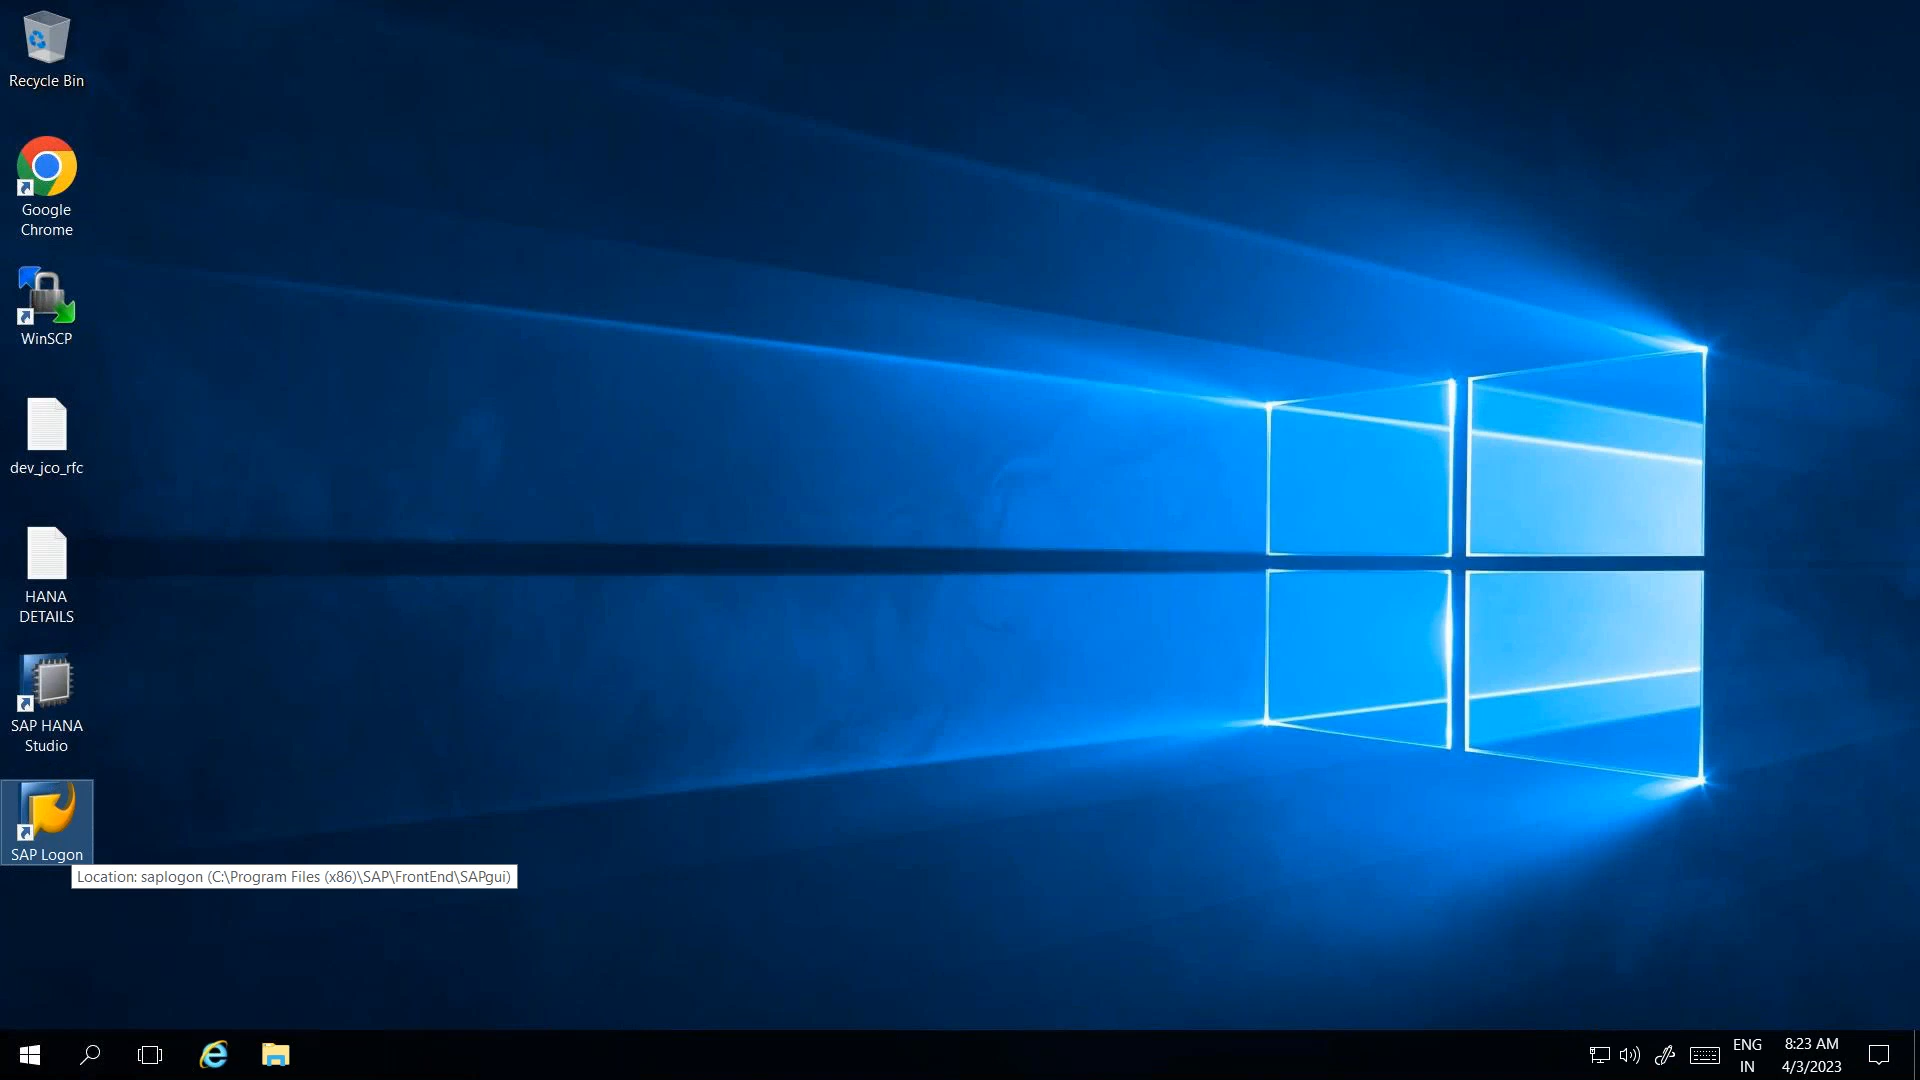 Recycle Bin
Google
Chrome
WinSCP
dev_jco_rfc
HANA
DETAILS
SAP HANA
Studio
SAP Logon
Location: saplogon (C:\Program Files (x86)\SAP\FrontEnd\SAPgui)
ENG
IN
8:23 AM
4/3/2023